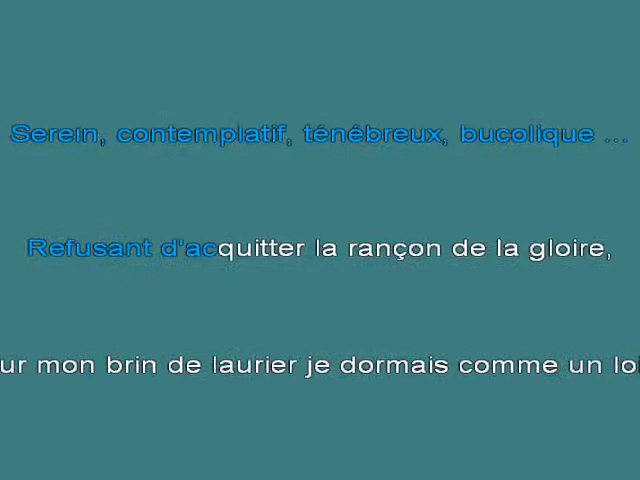 Serein, contemplatif, ténébreux, bucolique ...
Refusant d'acquitter la rançon de la gloire,
ur mon brin de laurier je dormais comme un loi